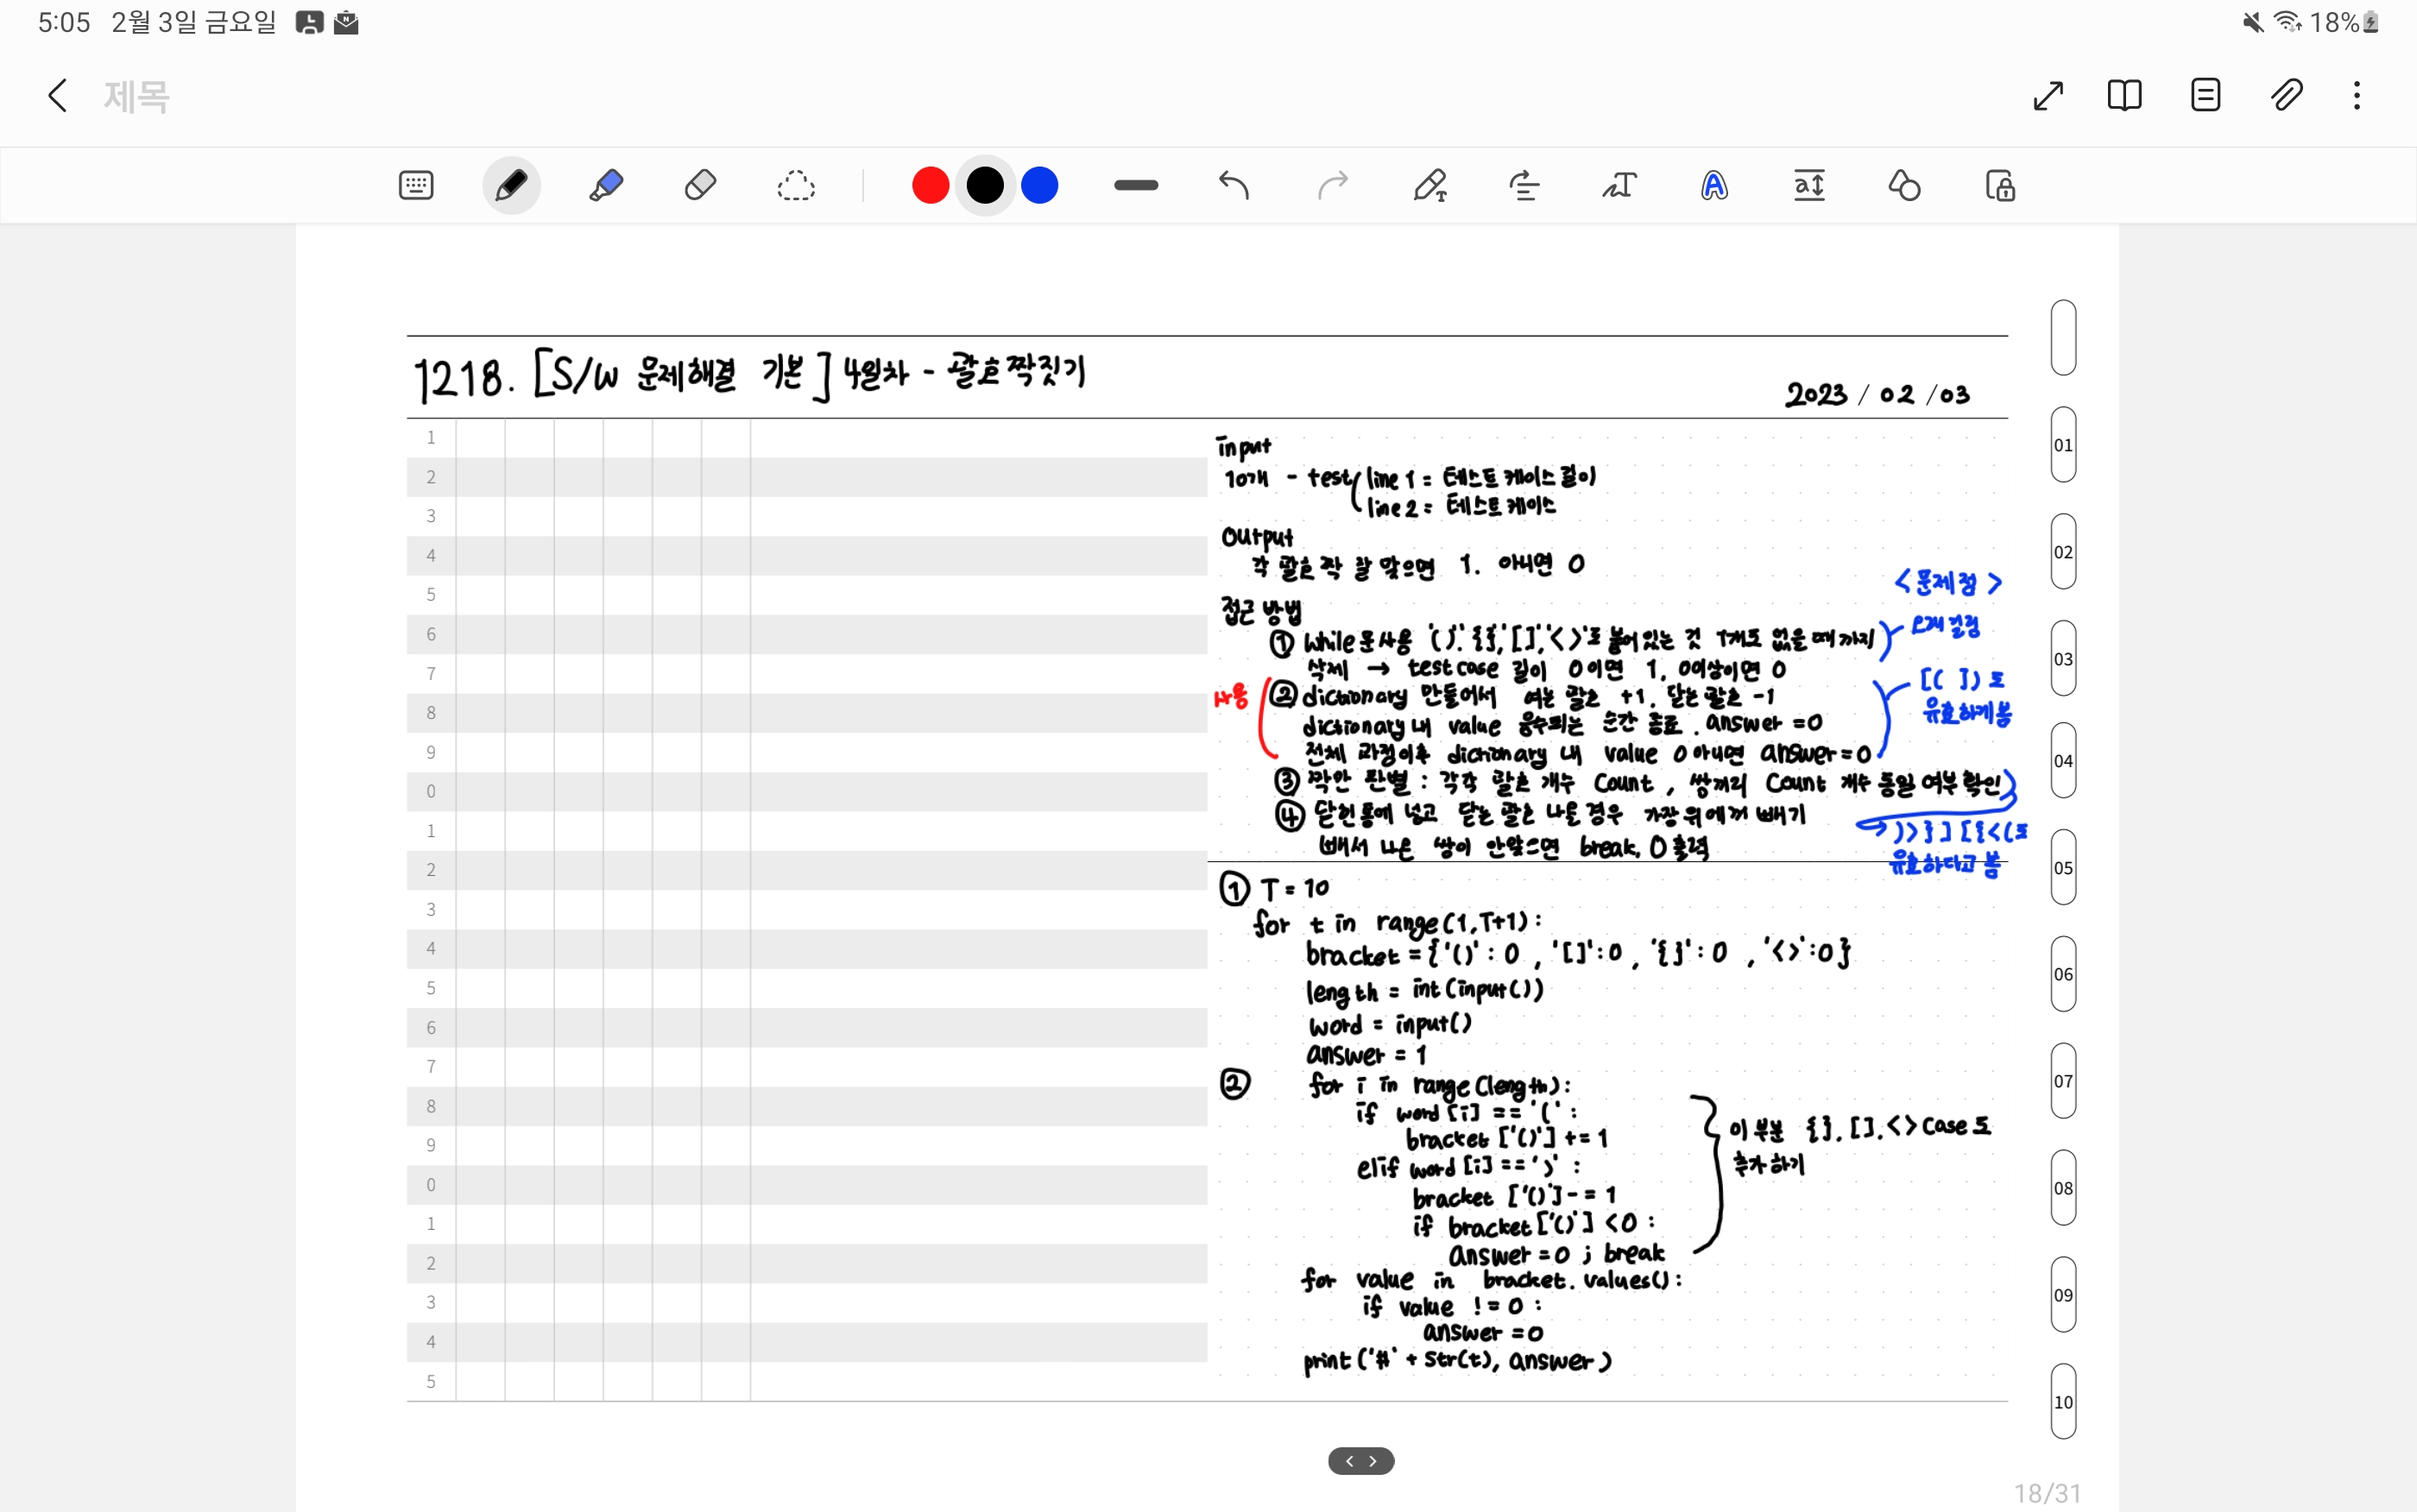 5:05 2월 3일 금요일
18%
제목
1218. [S/W 문제해결 기본] 4일차 - 괄호짝짓기
2023 / 02 / 03
1
2
3
4
5
6
7
8
9
0
1
2
3
4
5
6
7
8
9
0
1
2
3
4
5
input
10개 - test ( line 1 = 테스트 케이스 길이
line 2 = 테스트 케이스
Output
각 괄호 짝 잘 맞으면 1. 아니면 0
<문제점>
접근 방법
① while문 사용 '()'. '{}', '[]', '<>'로 붙어있는 것 1개도 없을 때까지
오래 걸림
삭제 → testcase 길이 0이면 1, 0이상이면 0
사용
② dictionary 만들어서 여는 괄호 +1. 닫는 괄호 -1
[( ])도
유효하게 봄
dictionary 내 value 음수되는 순간 종료. answer = 0
전체 과정이후 dictionary 내 value 0 아니면 answer = 0
③ 짝만 판별 : 각각 괄호 개수 Count, 쌍끼리 Count 개수 동일 여부 확인
④ 닫힌통에 넣고 닫는 괄호 나올 경우 가장 위에꺼 빼기
→ )>}] [{<(도
빼서 나온 쌍이 안맞으면 break, 0 출력
유효하다고 봄
① T = 10
for t in range(1,T+1):
bracket = {'()' : 0 , '[]':0 , '{}' : 0 , '<>':0}
length = int(input())
word = input()
answer = 1
② for i in range(length):
if word[i] == '(' :
bracket ['()'] += 1
이 부분 {}. []. <> Case도
추가하기
elif word[i] == ')' :
bracket ['()'] -= 1
if bracket['()'] <0 :
answer = 0 ; break
for value in bracket.values():
if value != 0 :
answer = 0
print('#' + Str(t), answer)
01
02
03
04
05
06
07
08
09
10
18/31